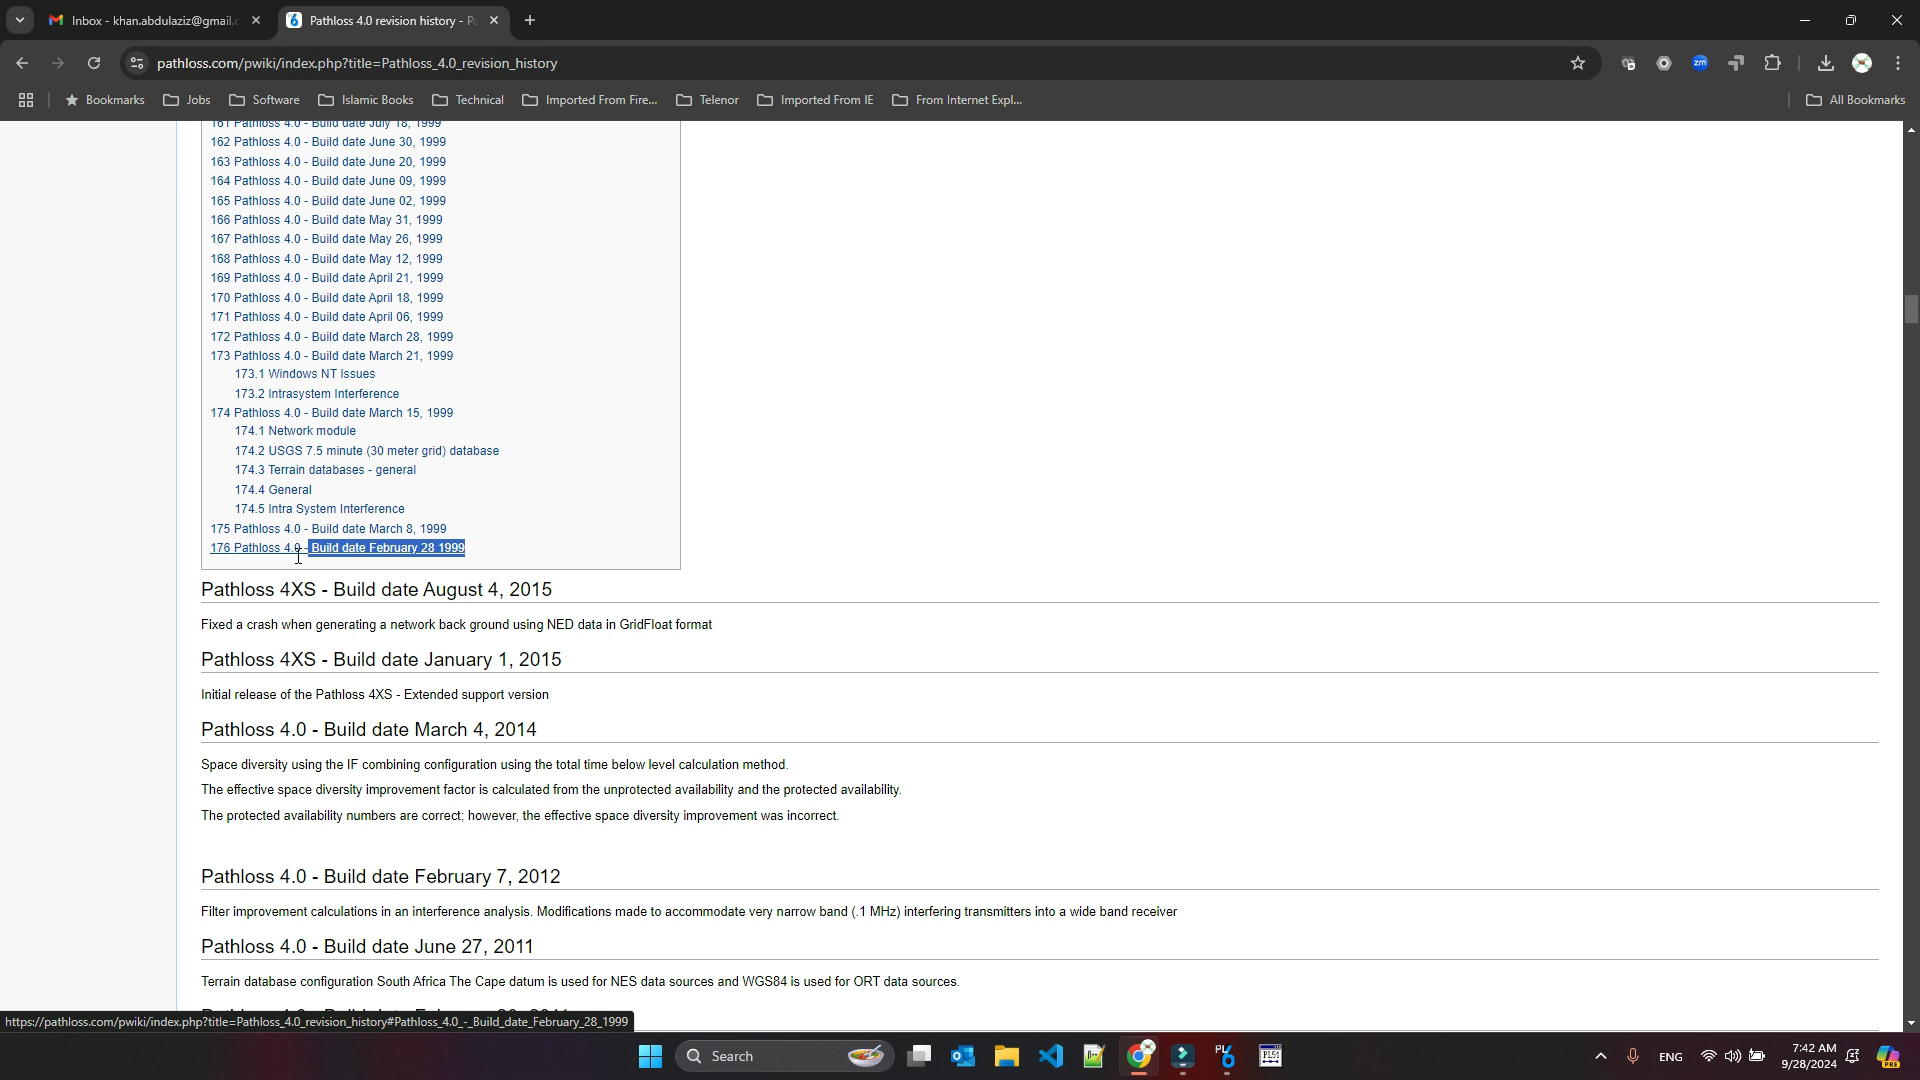 Inbox - khan.abdulaziz@gmail.
Pathloss 4.0 revision history - P
pathloss.com/pwiki/index.php?title=Pathloss_4.0_revision_history
Bookmarks
Jobs
Software
Islamic Books
Technical
Imported From Fire...
Telenor
Imported From IE
From Internet Expl...
All Bookmarks
161 Pathloss 4.0 - Build date July 18, 1999
162 Pathloss 4.0 - Build date June 30, 1999
163 Pathloss 4.0 - Build date June 20, 1999
164 Pathloss 4.0 - Build date June 09, 1999
165 Pathloss 4.0 - Build date June 02, 1999
166 Pathloss 4.0 - Build date May 31, 1999
167 Pathloss 4.0 - Build date May 26, 1999
168 Pathloss 4.0 - Build date May 12, 1999
169 Pathloss 4.0 - Build date April 21, 1999
170 Pathloss 4.0 - Build date April 18, 1999
171 Pathloss 4.0 - Build date April 06, 1999
172 Pathloss 4.0 - Build date March 28, 1999
173 Pathloss 4.0 - Build date March 21, 1999
173.1 Windows NT Issues
173.2 Intrasystem Interference
174 Pathloss 4.0 - Build date March 15, 1999
174.1 Network module
174.2 USGS 7.5 minute (30 meter grid) database
174.3 Terrain databases - general
174.4 General
174.5 Intra System Interference
175 Pathloss 4.0 - Build date March 8, 1999
176 Pathloss 4.0 - Build date February 28 1999
Pathloss 4XS - Build date August 4, 2015
Fixed a crash when generating a network back ground using NED data in GridFloat format
Pathloss 4XS - Build date January 1, 2015
Initial release of the Pathloss 4XS - Extended support version
Pathloss 4.0 - Build date March 4, 2014
Space diversity using the IF combining configuration using the total time below level calculation method.
The effective space diversity improvement factor is calculated from the unprotected availability and the protected availability.
The protected availability numbers are correct; however, the effective space diversity improvement was incorrect.
Pathloss 4.0 - Build date February 7, 2012
Filter improvement calculations in an interference analysis. Modifications made to accommodate very narrow band (.1 MHz) interfering transmitters into a wide band receiver
Pathloss 4.0 - Build date June 27, 2011
Terrain database configuration South Africa The Cape datum is used for NES data sources and WGS84 is used for ORT data sources.
https://pathloss.com/pwiki/index.php?title=Pathloss_4.0_revision_history#Pathloss_4.0_-_Build_date_February_28_1999
Search
ENG
7:42 AM
9/28/2024